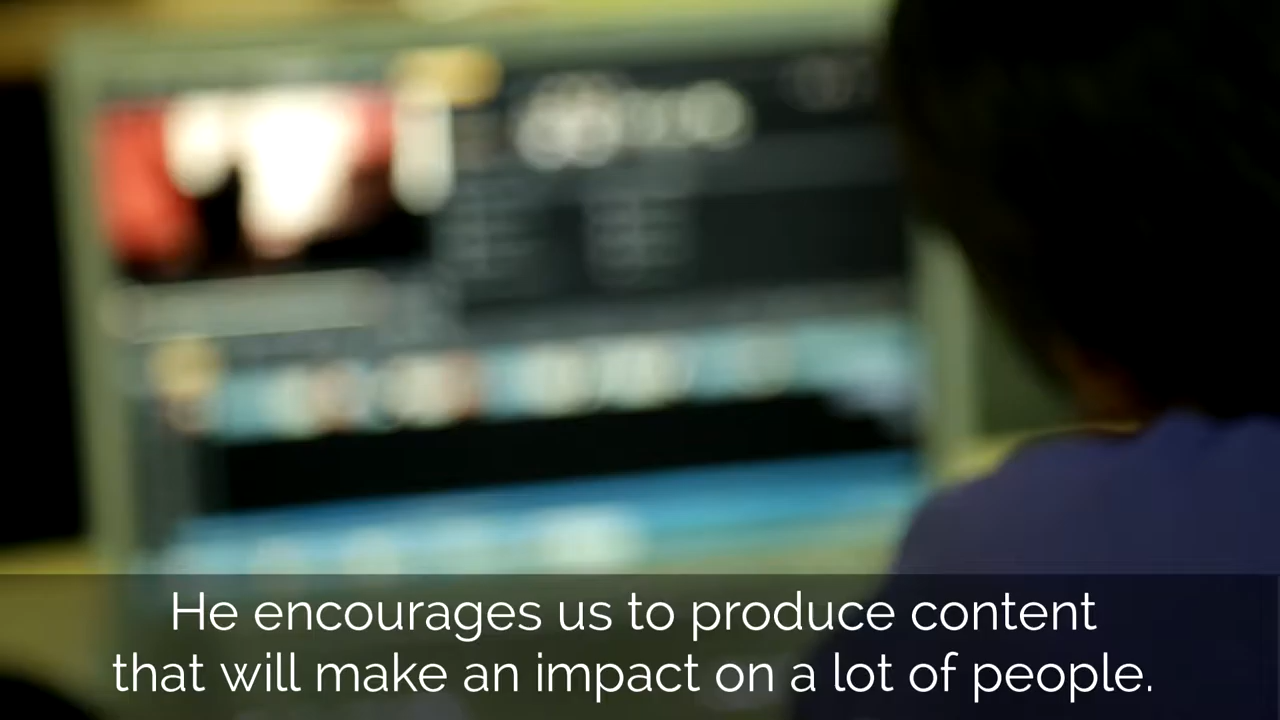 He encourages us to produce content
that will make an impact on a lot of people.